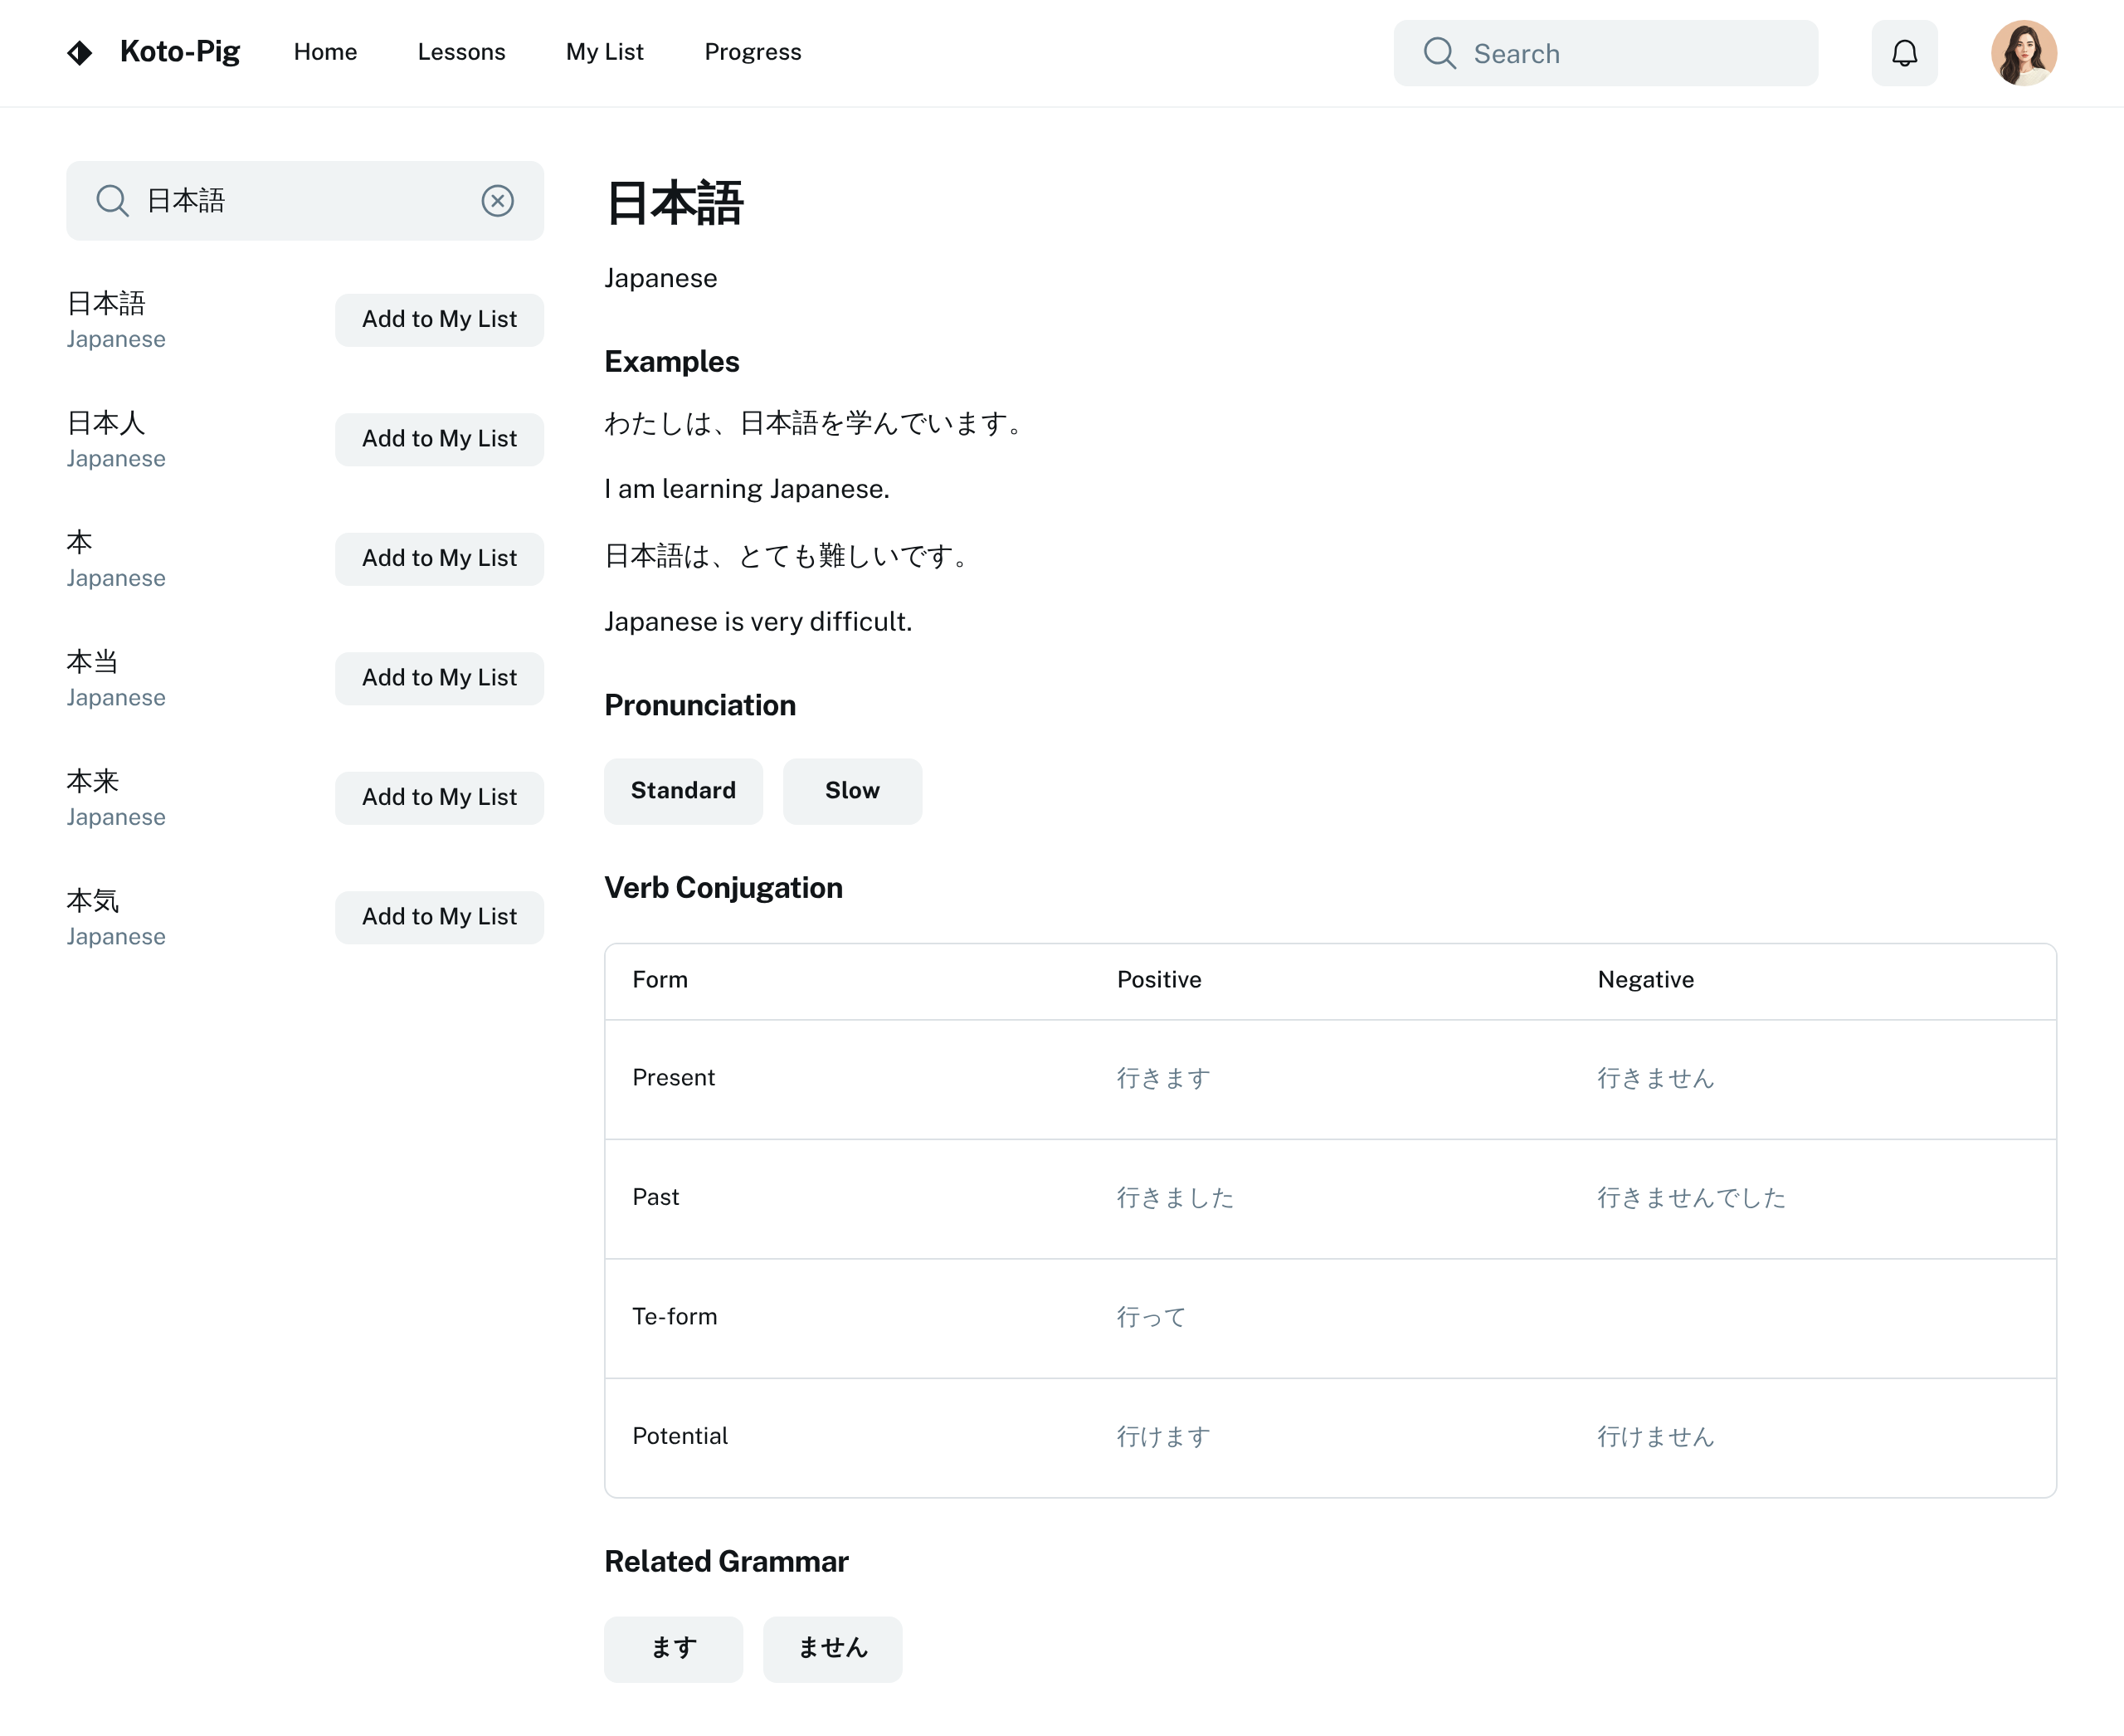 Koto-Pig Home Lessons My List Progress Search
日本語
日本語
Japanese
Add to My List
日本人
Japanese
Add to My List
本
Japanese
Add to My List
本当
Japanese
Add to My List
本来
Japanese
Add to My List
本気
Japanese
Add to My List
日本語
Japanese
Examples
わたしは、日本語を学んでいます。
I am learning Japanese.
日本語は、とても難しいです。
Japanese is very difficult.
Pronunciation
Standard Slow
Verb Conjugation
Form Positive Negative
Present 行きます 行きません
Past 行きました 行きませんでした
Te-form 行って
Potential 行けます 行けません
Related Grammar
ます ません